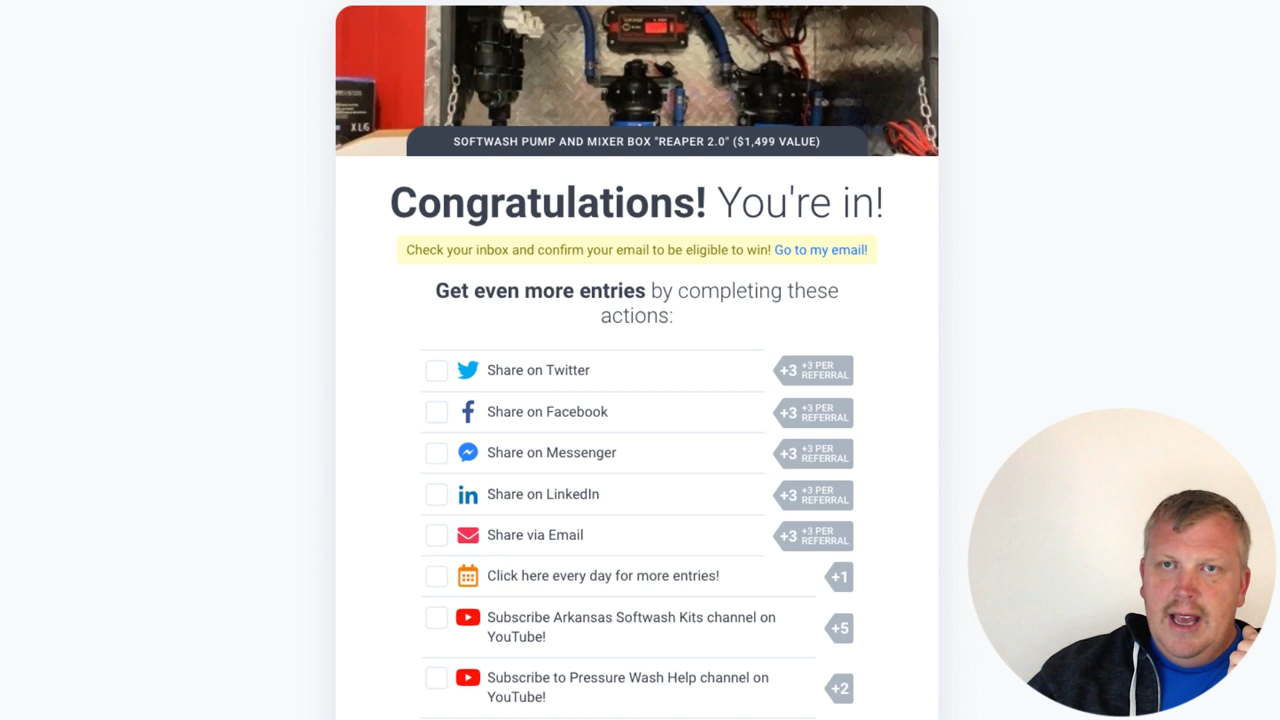 XL/G
SOFTWASH PUMP AND MIXER BOX "REAPER 2.0" ($1,499 VALUE)
Congratulations! You're in!
Check your inbox and confirm your email to be eligible to win! Go to my email!
Get even more entries by completing these
actions:
Share on Twitter
+3 +3 PER
REFERRAL
Share on Facebook
+3 +3 PER
REFERRAL
Share on Messenger
+3 +3 PER
REFERRAL
Share on LinkedIn
+3 +3 PER
REFERRAL
Share via Email
+3 +3 PER
REFERRAL
Click here every day for more entries!
+1
Subscribe Arkansas Softwash Kits channel on
YouTube!
+5
Subscribe to Pressure Wash Help channel on
YouTube!
+2